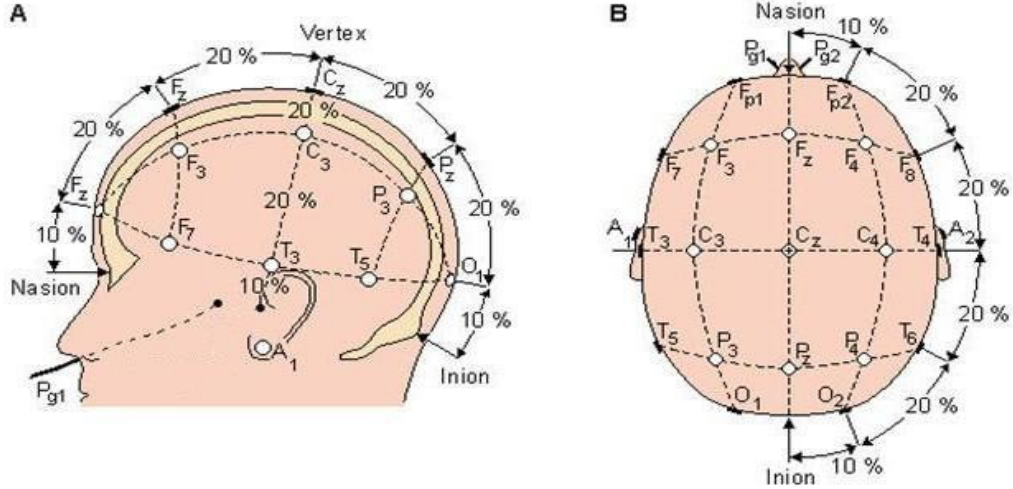 A
Vertex
20 %
20 %
Fz
Cz
20 %
20 %
20 %
F3
C3
Pz
Fz
P3
20 %
20 %
10 %
F7
T3
T5
O1
10 %
Nasion
10 %
A1
Inion
Pg1
B
Nasion
10 %
Pg1
Pg2
Fp1
Fp2
20 %
F7
F3
Fz
F4
F8
20 %
A1
T3
C3
Cz
C4
T4
A2
20 %
T5
P3
Pz
P4
T6
O1
O2
20 %
10 %
Inion